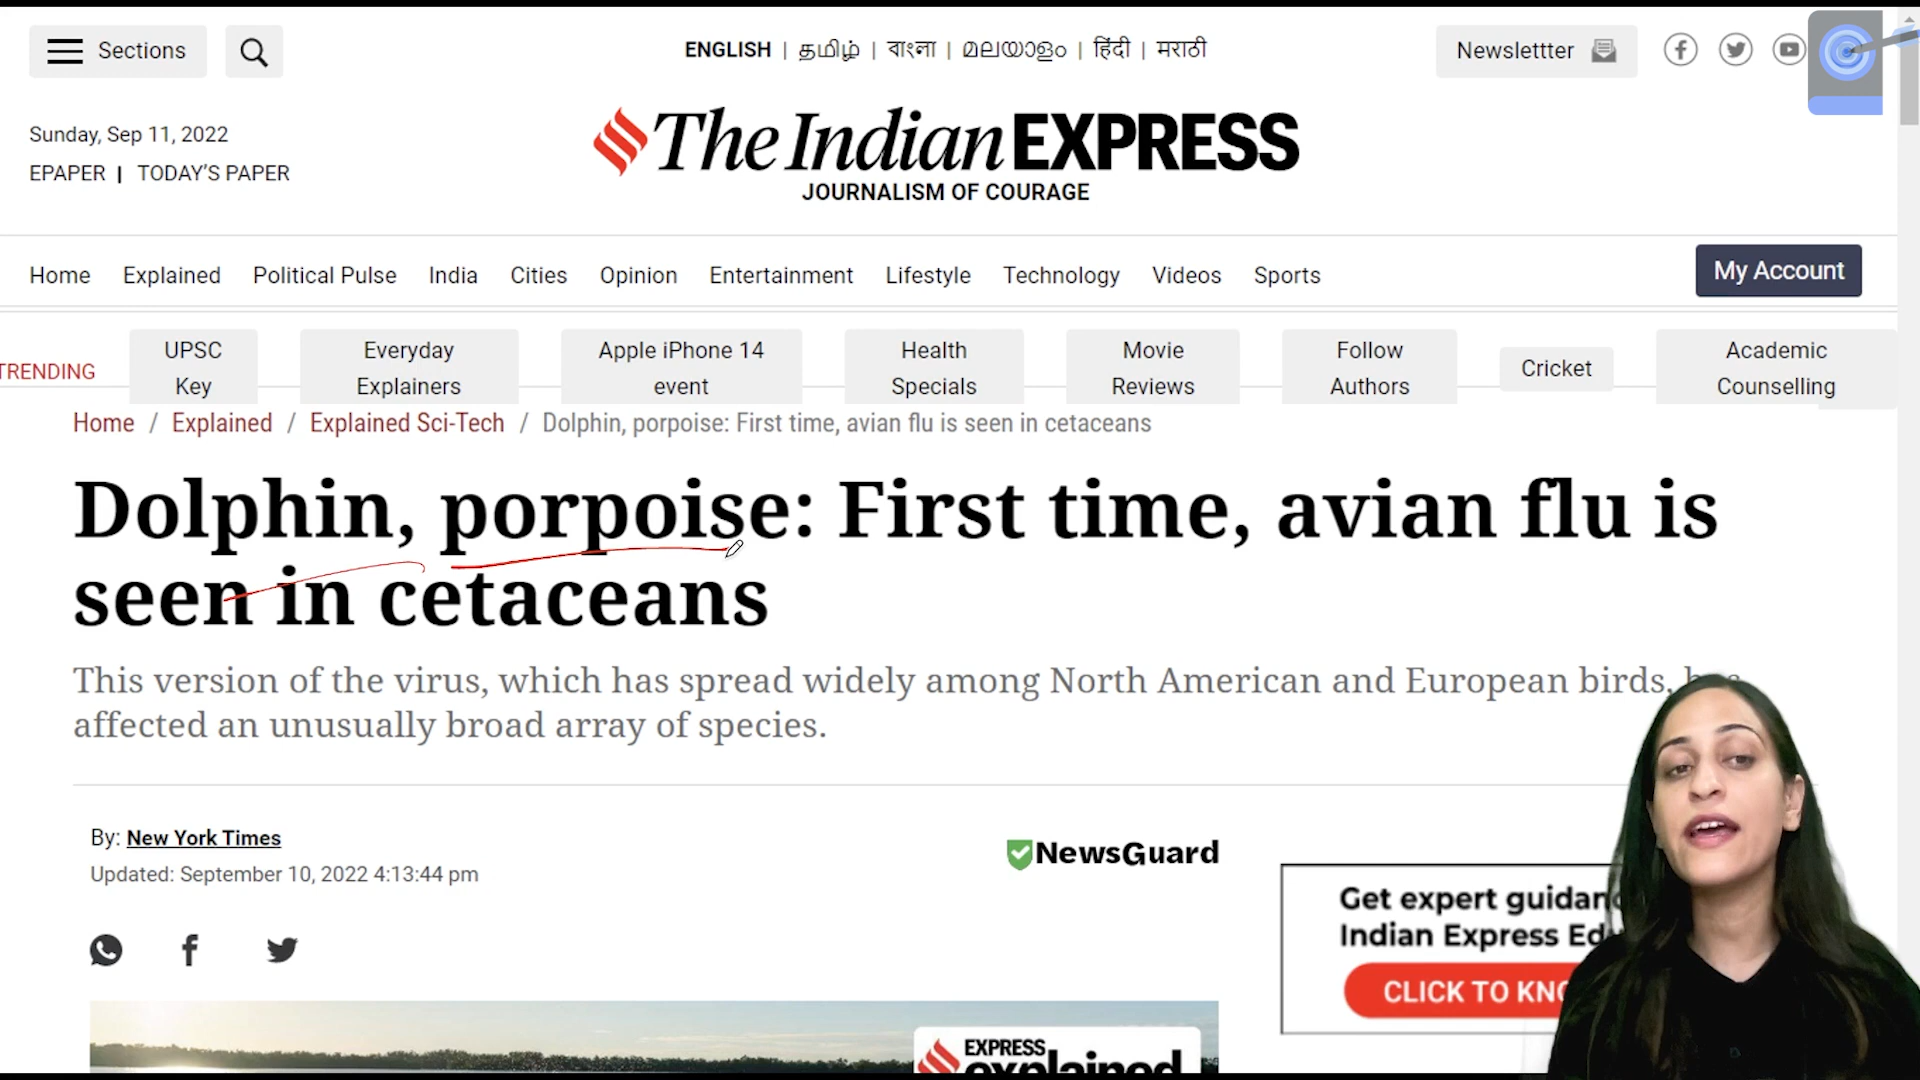 Sections
ENGLISH | தமிழ் | বাংলা | മലയാളം | हिंदी | मराठी
Newslettter
Sunday, Sep 11, 2022
EPAPER | TODAY'S PAPER
The Indian EXPRESS
JOURNALISM OF COURAGE
Home Explained Political Pulse India Cities Opinion Entertainment Lifestyle Technology Videos Sports
My Account
TRENDING
UPSC
Key
Everyday
Explainers
Apple iPhone 14
event
Health
Specials
Movie
Reviews
Follow
Authors
Cricket
Academic
Counselling
Home / Explained / Explained Sci-Tech / Dolphin, porpoise: First time, avian flu is seen in cetaceans
Dolphin, porpoise: First time, avian flu is
seen in cetaceans
This version of the virus, which has spread widely among North American and European birds,
affected an unusually broad array of species.
By: New York Times
Updated: September 10, 2022 4:13:44 pm
NewsGuard
Get expert
Indian Express
CLICK TO
EXPRESS
explained